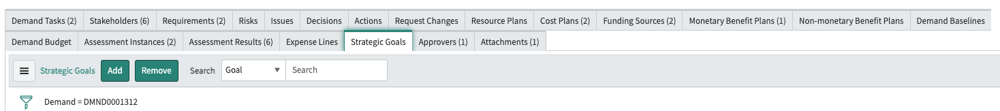 Demand Tasks (2) Stakeholders (6) Requirements (2) Risks Issues Decisions Actions Request Changes Resource Plans Cost Plans (2) Funding Sources (2) Monetary Benefit Plans (1) Non-monetary Benefit Plans Demand Baselines
Demand Budget Assessment Instances (2) Assessment Results (6) Expense Lines Strategic Goals Approvers (1) Attachments (1)
Strategic Goals Add Remove Search Goal Search
Demand = DMND0001312